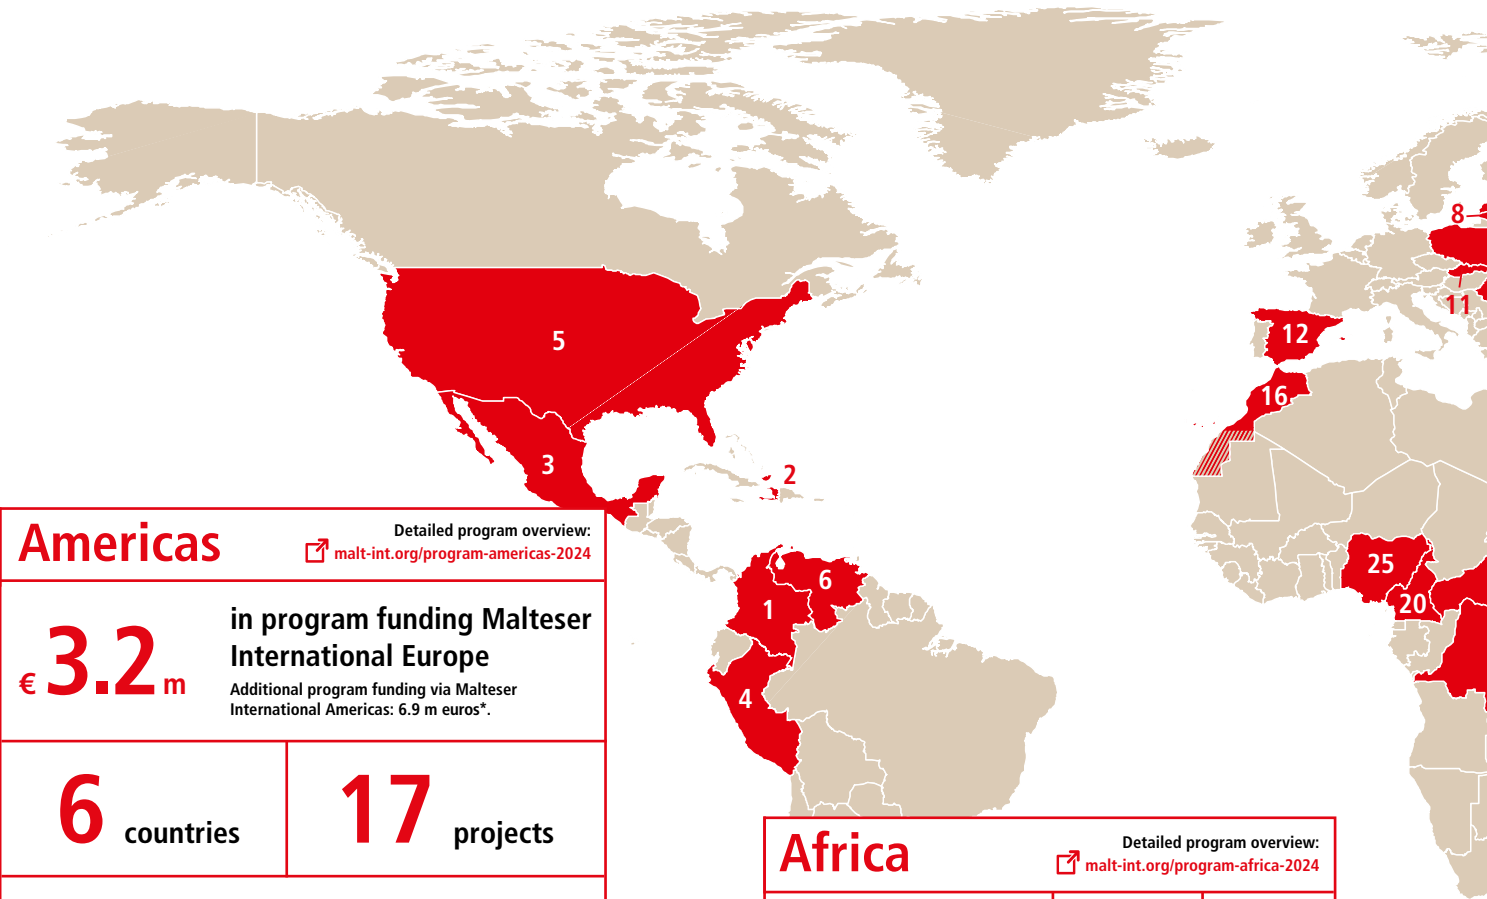 8
11
12
5
16
3
2
Americas
Detailed program overview:
malt-int.org/program-americas-2024
25
6
20
1
€ 3.2 m
in program funding Malteser
International Europe
Additional program funding via Malteser
International Americas: 6.9 m euros*.
4
6 countries
17 projects
Africa
Detailed program overview:
malt-int.org/program-africa-2024